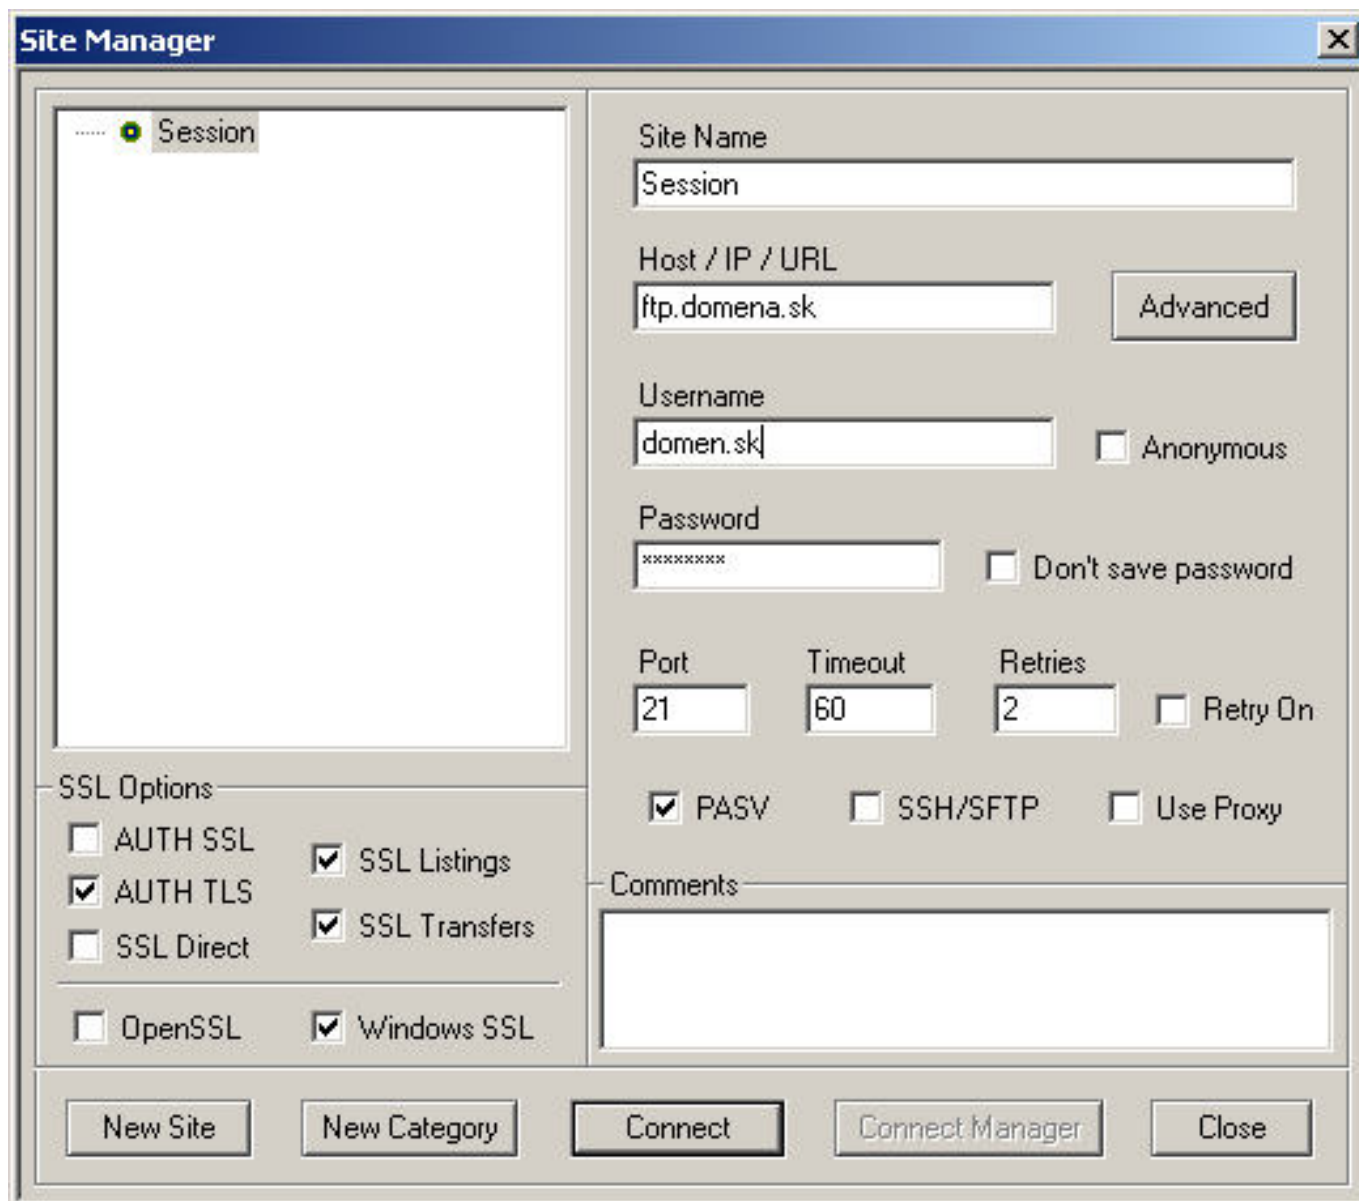 Site Manager
Session
Site Name
Session
Host / IP / URL
ftp.domena.sk
Advanced
Username
domen.sk
Anonymous
Password
********
Don't save password
Port Timeout Retries
21 60 2 Retry On
PASV SSH/SFTP Use Proxy
SSL Options
AUTH SSL
SSL Listings
AUTH TLS
SSL Transfers
SSL Direct
OpenSSL Windows SSL
Comments
New Site New Category Connect Connect Manager Close